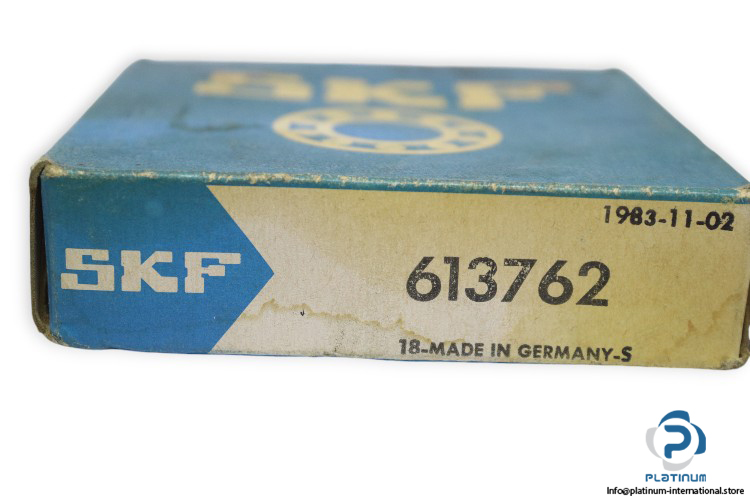 SKF
1983-11-02
SKF
613762
18-MADE IN GERMANY-S
PLATINUM
Info@platinum-international.store